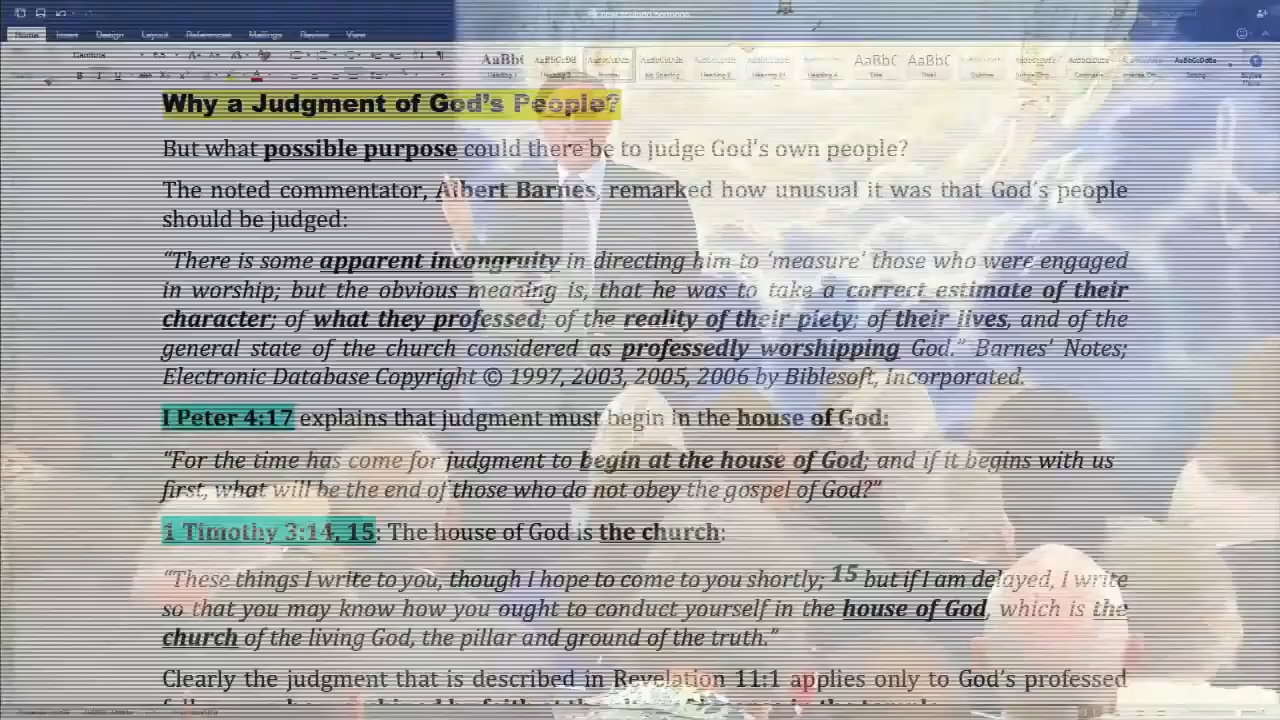 Home Insert Design Layout References Mailings Review View
Why a Judgment of God's People?
But what possible purpose could there be to judge God's own people?
The noted commentator, Albert Barnes, remarked how unusual it was that God's people
should be judged:
“There is some apparent incongruity in directing him to ‘measure’ those who were engaged
in worship; but the obvious meaning is, that he was to take a correct estimate of their
character; of what they professed; of the reality of their piety; of their lives, and of the
general state of the church considered as professedly worshipping God.” Barnes’ Notes;
Electronic Database Copyright © 1997, 2003, 2005, 2006 by Biblesoft, Incorporated.
I Peter 4:17 explains that judgment must begin in the house of God:
“For the time has come for judgment to begin at the house of God; and if it begins with us
first, what will be the end of those who do not obey the gospel of God?”
1 Timothy 3:14, 15: The house of God is the church:
“These things I write to you, though I hope to come to you shortly; 15 but if I am delayed, I write
so that you may know how you ought to conduct yourself in the house of God, which is the
church of the living God, the pillar and ground of the truth.”
Clearly the judgment that is described in Revelation 11:1 applies only to God's professed